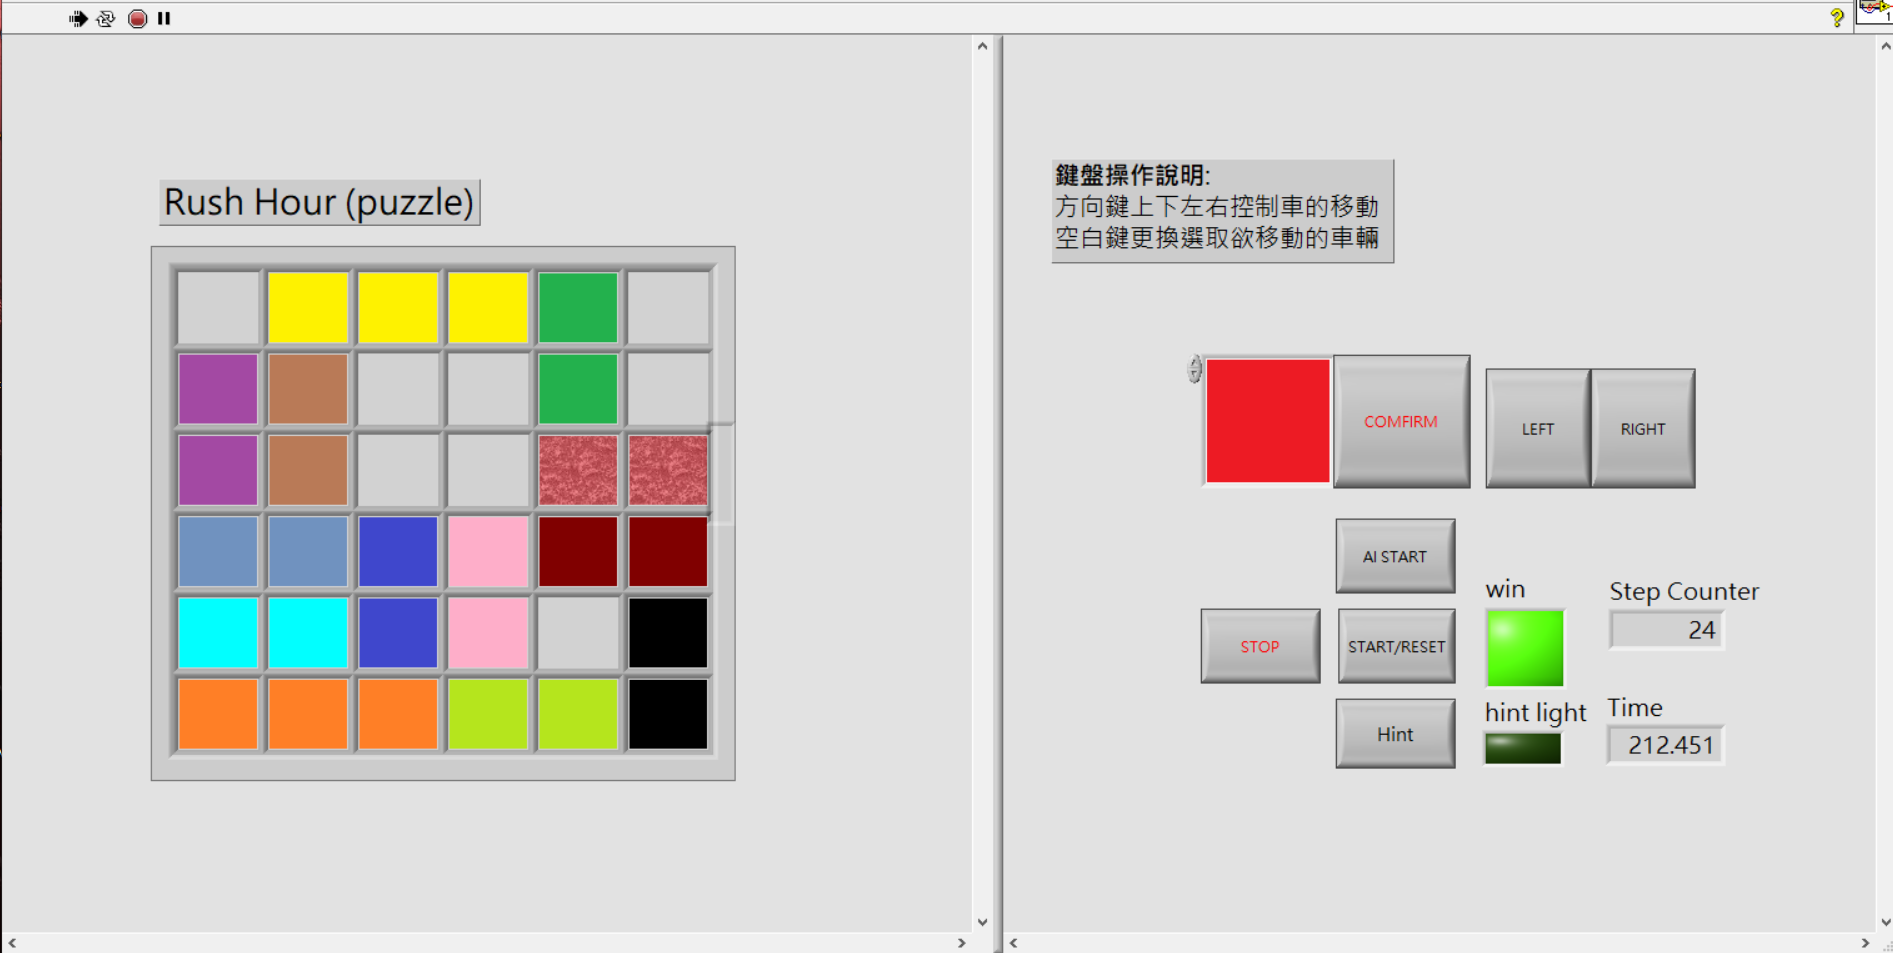 Rush Hour (puzzle)
鍵盤操作說明:
方向鍵上下左右控制車的移動
空白鍵更換選取欲移動的車輛
COMFIRM
LEFT
RIGHT
AI START
STOP
START/RESET
Hint
win
Step Counter
24
hint light
Time
212.451
?
1